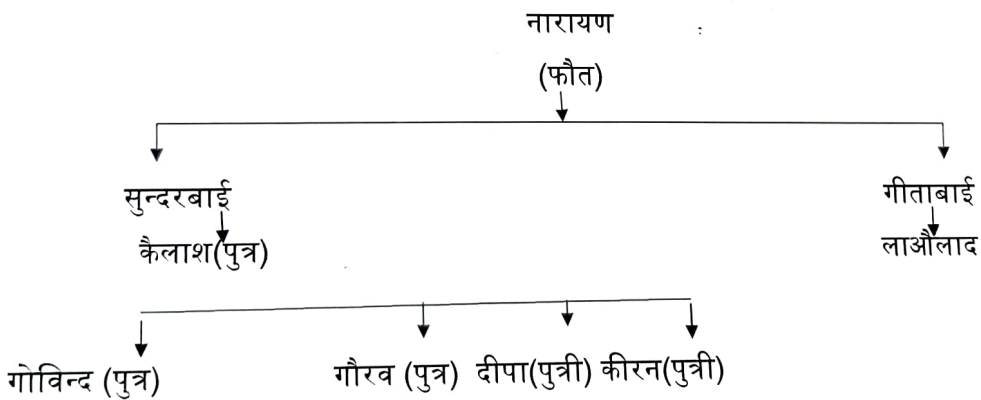 नारायण
(फौत)
सुन्दरबाई गीताबाई
कैलाश(पुत्र) लाऔलाद
गोविन्द (पुत्र) गौरव (पुत्र) दीपा(पुत्री) कीरन(पुत्री)